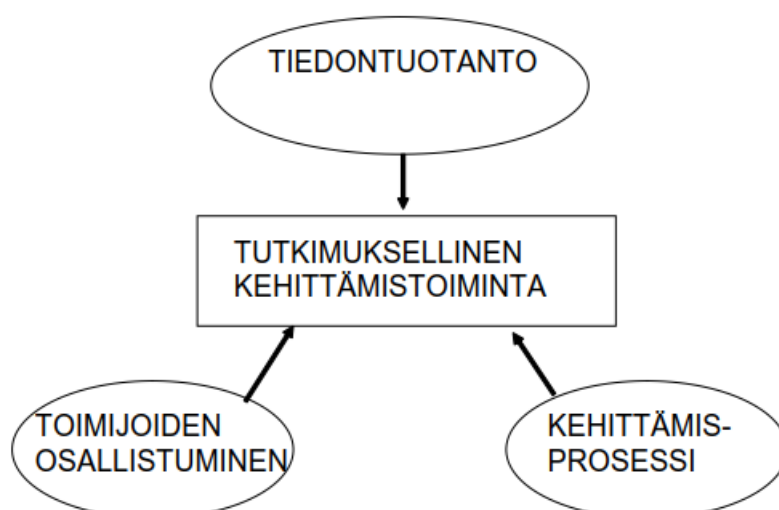 TIEDONTUOTANTO
TUTKIMUKSELLINEN
KEHITTÄMISTOIMINTA
TOIMIJOIDEN
OSALLISTUMINEN
KEHITTÄMIS-
PROSESSI